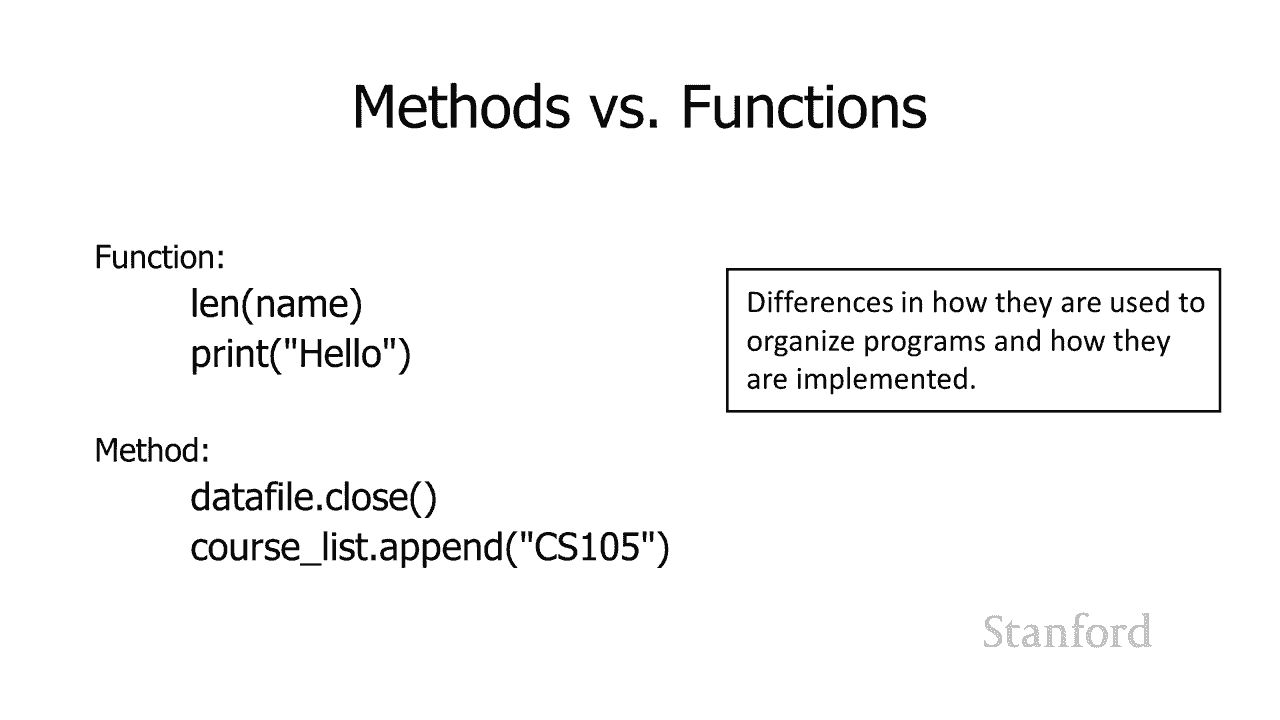 Methods vs. Functions
Function:
len(name)
print("Hello")
Differences in how they are used to
organize programs and how they
are implemented.
Method:
datafile.close()
course_list.append("CS105")
Stanford